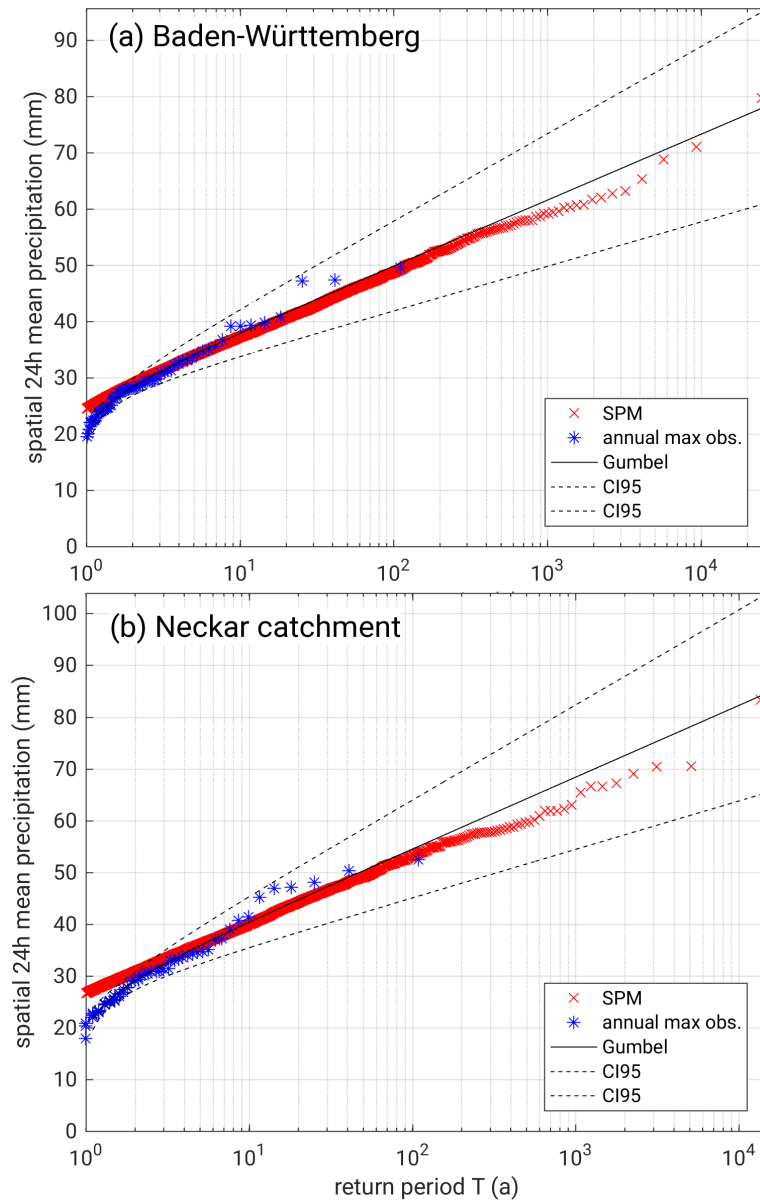 (a) Baden-Württemberg
spatial 24h mean precipitation (mm)
90
80
70
60
50
40
30
20
10
0
SPM
annual max obs.
Gumbel
CI95
CI95
10^0 10^1 10^2 10^3 10^4
(b) Neckar catchment
spatial 24h mean precipitation (mm)
100
90
80
70
60
50
40
30
20
10
0
SPM
annual max obs.
Gumbel
CI95
CI95
10^0 10^1 10^2 10^3 10^4
return period T (a)